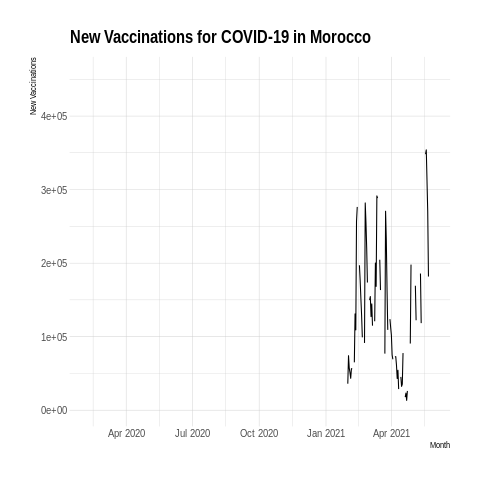 New Vaccinations for COVID-19 in Morocco
New Vaccinations
4e+05
3e+05
2e+05
1e+05
0e+00
Apr 2020 Jul 2020 Oct 2020 Jan 2021 Apr 2021
Month